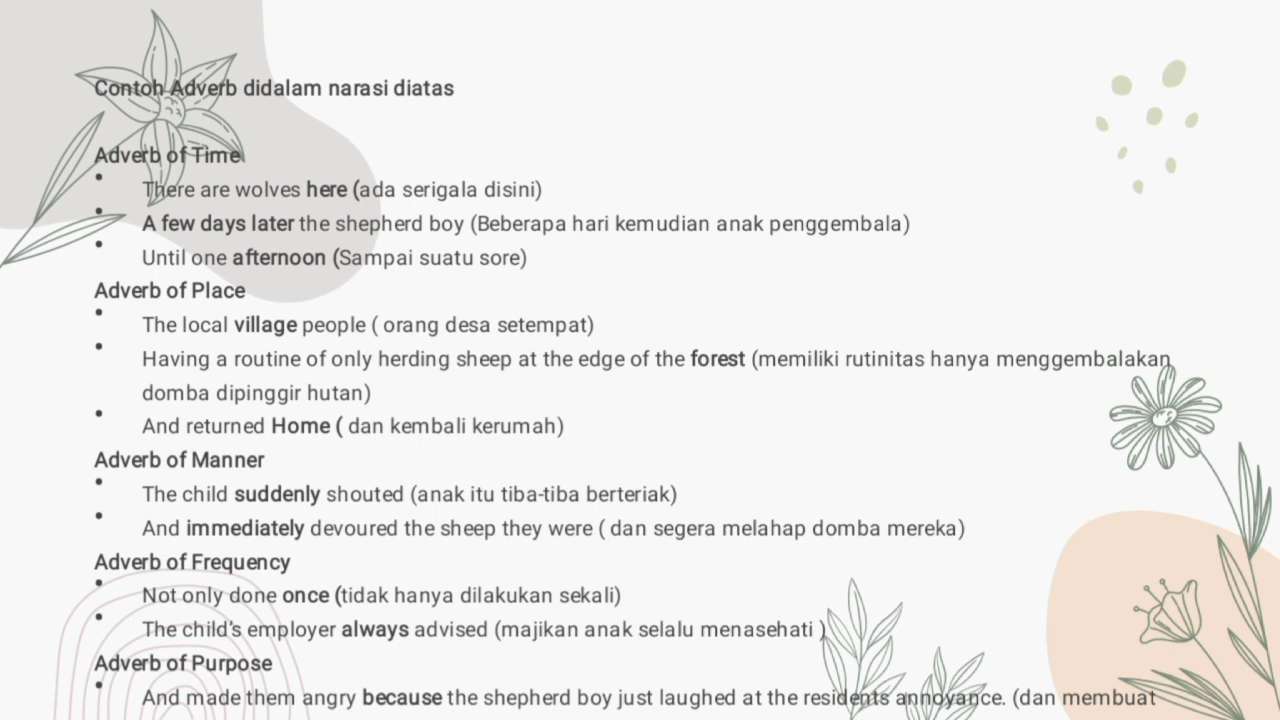 Contoh Adverb didalam narasi diatas
Adverb of Time
• There are wolves here (ada serigala disini)
• A few days later the shepherd boy (Beberapa hari kemudian anak penggembala)
• Until one afternoon (Sampai suatu sore)
Adverb of Place
• The local village people ( orang desa setempat)
• Having a routine of only herding sheep at the edge of the forest (memiliki rutinitas hanya menggembalakan
domba dipinggir hutan)
• And returned Home ( dan kembali kerumah)
Adverb of Manner
• The child suddenly shouted (anak itu tiba-tiba berteriak)
• And immediately devoured the sheep they were ( dan segera melahap domba mereka)
Adverb of Frequency
• Not only done once (tidak hanya dilakukan sekali)
• The child’s employer always advised (majikan anak selalu menasehati )
Adverb of Purpose
• And made them angry because the shepherd boy just laughed at the residents annoyance. (dan membuat